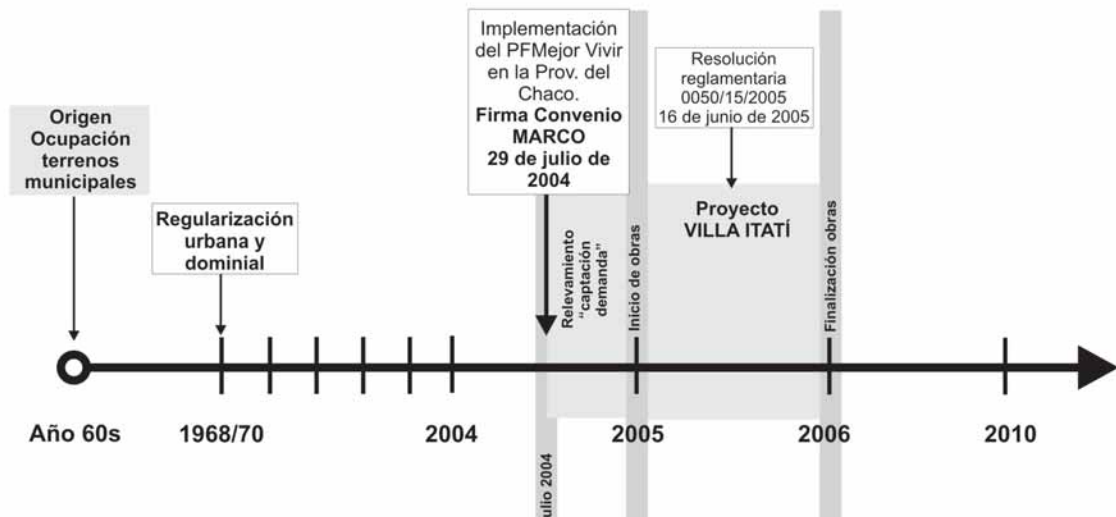 Origen
Ocupación
terrenos
municipales
Regularización
urbana y
dominial
Implementación
del PFMejor Vivir
en la Prov. del
Chaco.
Firma Convenio
MARCO
29 de julio de
2004
Resolución
reglamentaria
0050/15/2005
16 de junio de 2005
Relevamiento
“captación
demanda”
Inicio de obras
Proyecto
VILLA ITATÍ
Finalización obras
Año 60s
1968/70
2004
2005
2006
2010
ulio 2004